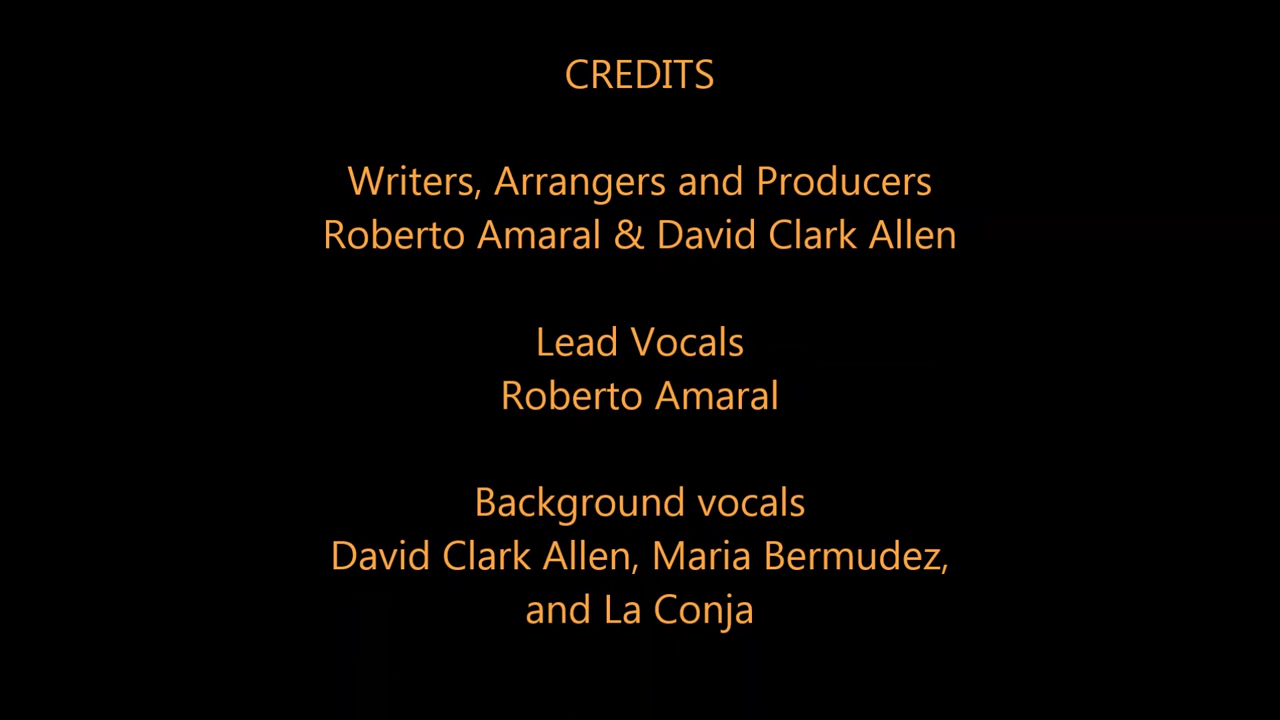 CREDITS
Writers, Arrangers and Producers
Roberto Amaral & David Clark Allen
Lead Vocals
Roberto Amaral
Background vocals
David Clark Allen, Maria Bermudez,
and La Conja